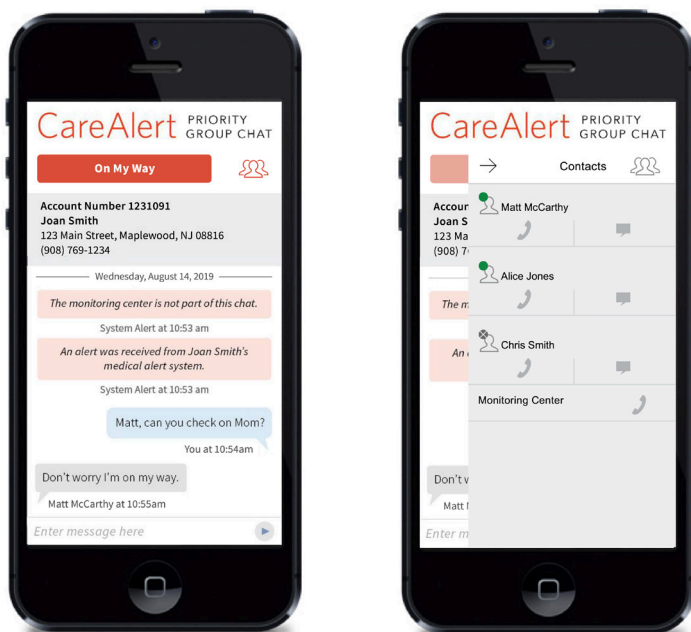 CareAlert PRIORITY
GROUP CHAT
On My Way
Account Number 1231091
Joan Smith
123 Main Street, Maplewood, NJ 08816
(908) 769-1234
Wednesday, August 14, 2019
The monitoring center is not part of this chat.
System Alert at 10:53 am
An alert was received from Joan Smith's
medical alert system.
System Alert at 10:53 am
Matt, can you check on Mom?
You at 10:54am
Don't worry I'm on my way.
Matt McCarthy at 10:55am
Enter message here
CareAlert PRIORITY
GROUP CHAT
Contacts
Accoun
Joan S
123 Ma
(908) 7
Matt McCarthy
Alice Jones
The m
Chris Smith
An
Monitoring Center
Don't w
Matt
Enter m